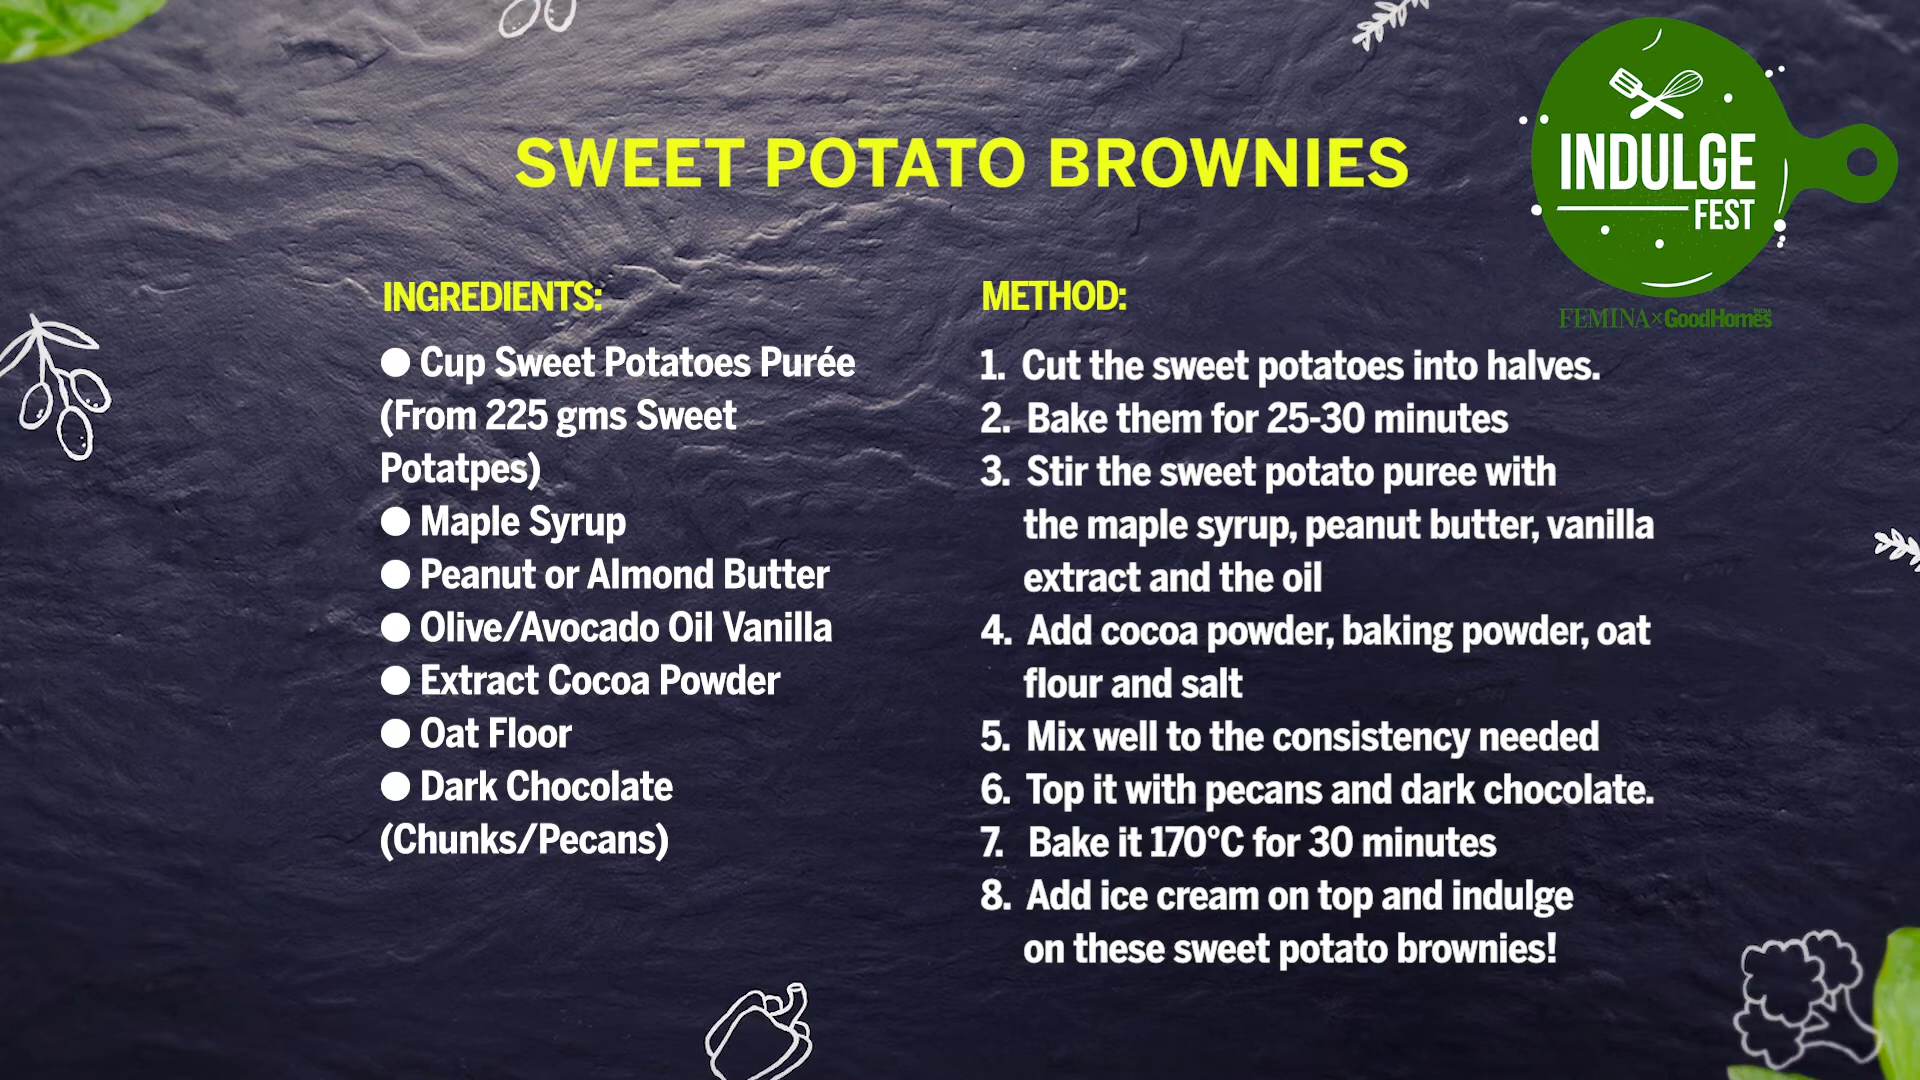 SWEET POTATO BROWNIES
INDULGE
FEST
FEMINA×GoodHomes
INGREDIENTS:
● Cup Sweet Potatoes Purée
(From 225 gms Sweet
Potatpes)
● Maple Syrup
● Peanut or Almond Butter
● Olive/Avocado Oil Vanilla
● Extract Cocoa Powder
● Oat Floor
● Dark Chocolate
(Chunks/Pecans)
METHOD:
1. Cut the sweet potatoes into halves.
2. Bake them for 25-30 minutes
3. Stir the sweet potato puree with
the maple syrup, peanut butter, vanilla
extract and the oil
4. Add cocoa powder, baking powder, oat
flour and salt
5. Mix well to the consistency needed
6. Top it with pecans and dark chocolate.
7. Bake it 170°C for 30 minutes
8. Add ice cream on top and indulge
on these sweet potato brownies!